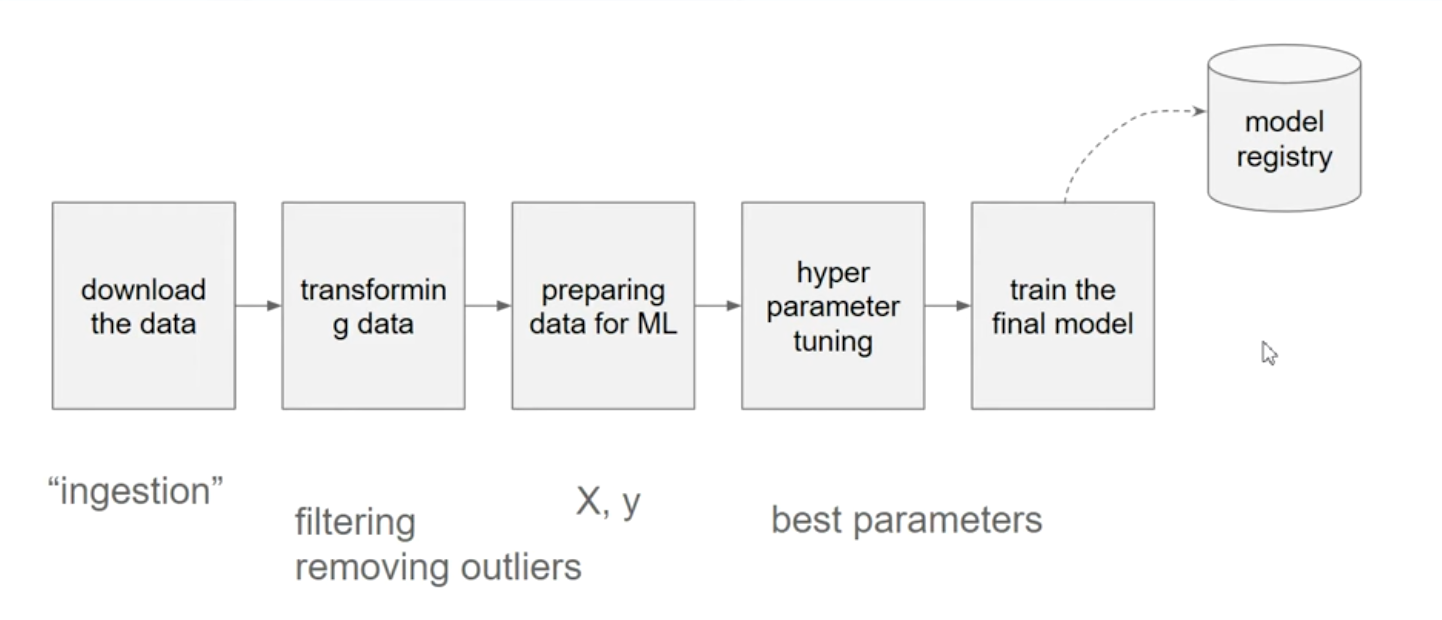 model
registry
download
the data
transformin
g data
preparing
data for ML
hyper
parameter
tuning
train the
final model
“ingestion”
filtering
removing outliers
X, y
best parameters